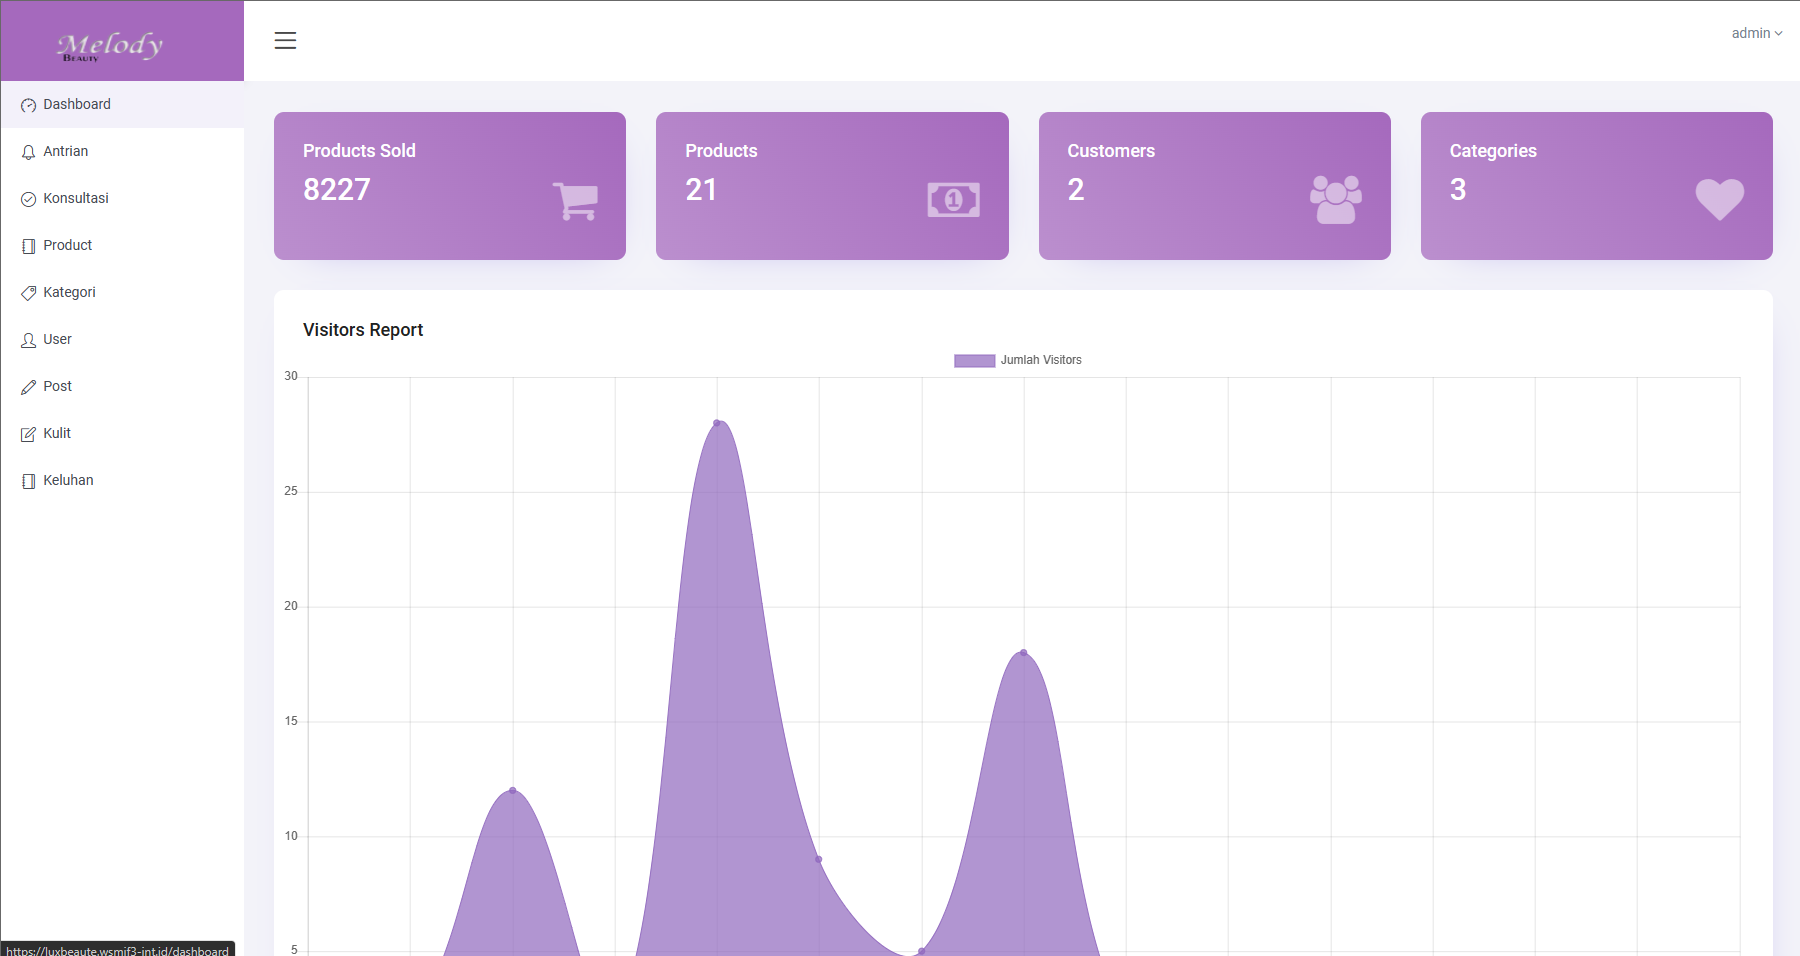 Melody
Beauty
admin
Dashboard
Antrian
Konsultasi
Product
Kategori
User
Post
Kulit
Keluhan
Products Sold
8227
Products
21
1
Customers
2
Categories
3
Visitors Report
Jumlah Visitors
30
25
20
15
10
5
https://luxbeaute.wsmif3-int.id/dashboard